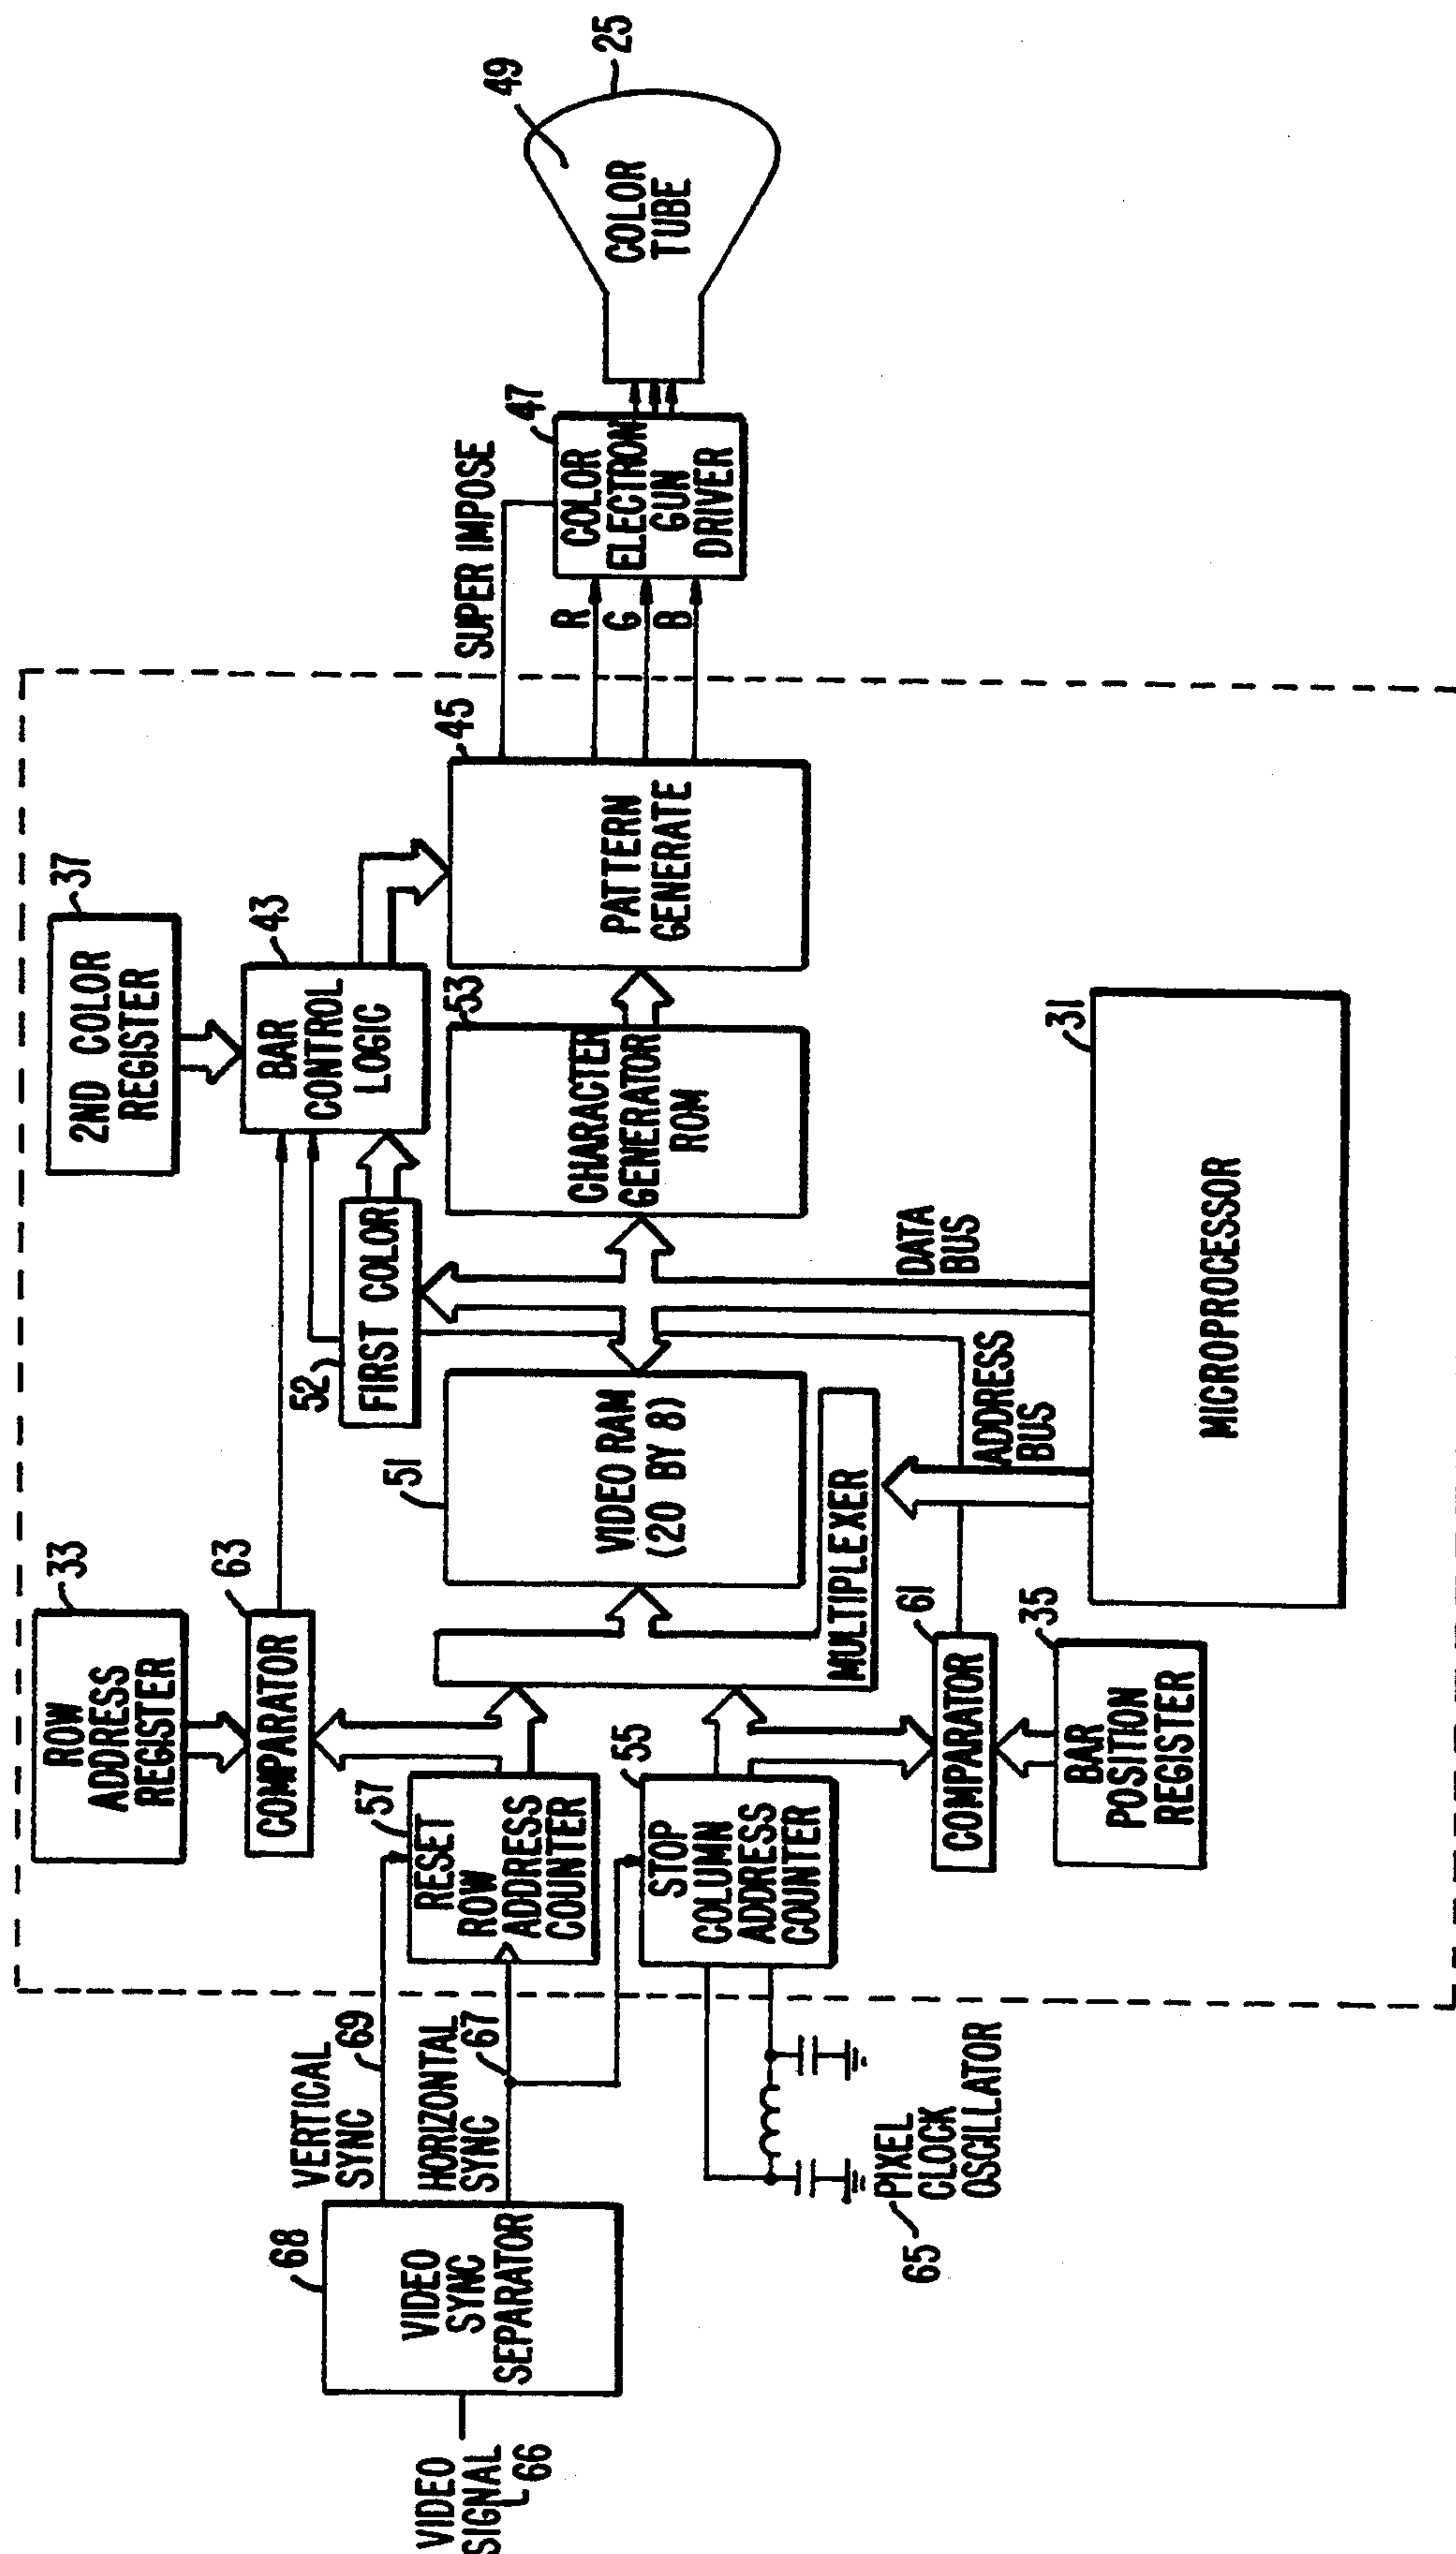 VIDEO
SIGNAL
66
68
VIDEO
SYNC
SEPARATOR
VERTICAL
SYNC
69
HORIZONTAL
SYNC
67
65
PIXEL
CLOCK
OSCILLATOR
33
ROW
ADDRESS
REGISTER
63
COMPARATOR
57
RESET
ROW
ADDRESS
COUNTER
55
STOP
COLUMN
ADDRESS
COUNTER
61
COMPARATOR
35
BAR
POSITION
REGISTER
51
VIDEO RAM
(20 BY 8)
MULTIPLEXER
ADDRESS
BUS
DATA
BUS
31
MICROPROCESSOR
52
FIRST COLOR
37
2ND COLOR
REGISTER
43
BAR
CONTROL
LOGIC
53
CHARACTER
GENERATOR
ROM
45
PATTERN
GENERATE
SUPER IMPOSE
R
G
B
47
COLOR
ELECTRON
GUN
DRIVER
49
COLOR
TUBE
25